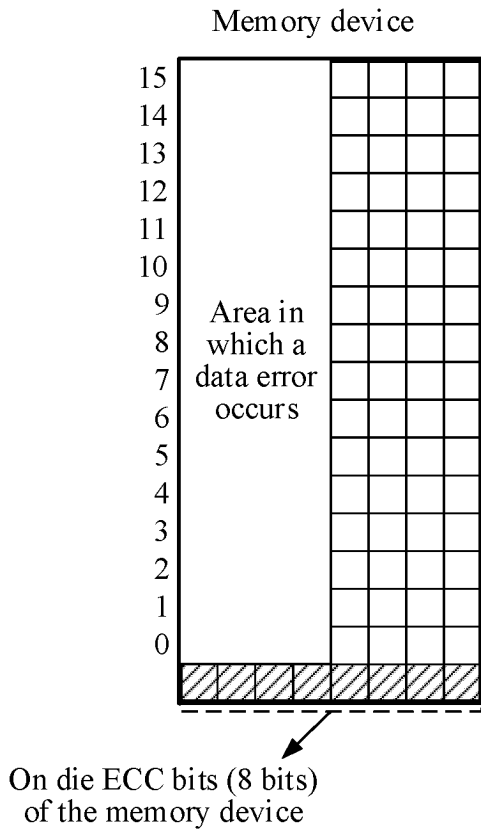 Memory device
15
14
13
12
11
10
9
8
7
6
5
4
3
2
1
0
Area in
which a
data error
occurs
On die ECC bits (8 bits)
of the memory device